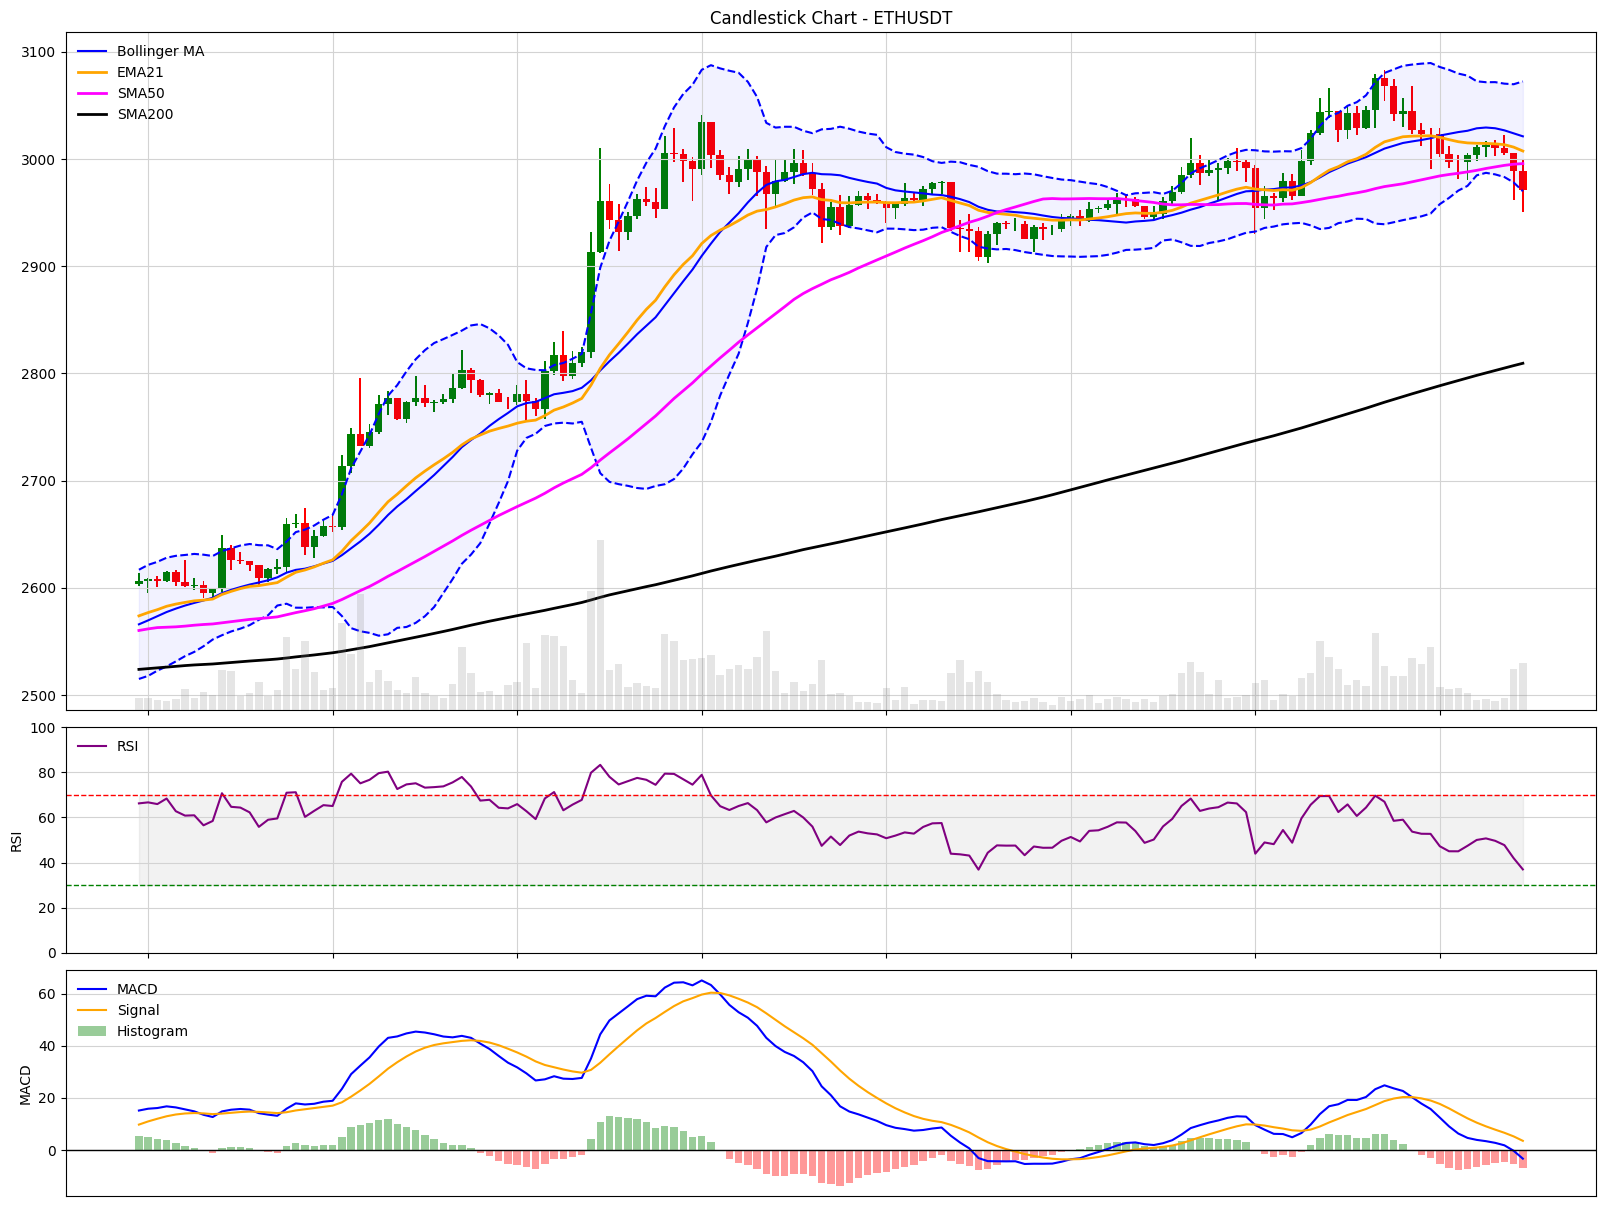 Candlestick Chart - ETHUSDT
Bollinger MA
EMA21
SMA50
SMA200
3100
3000
2900
2800
2700
2600
2500
RSI
100
80
60
40
20
0
RSI
MACD
Signal
Histogram
60
40
20
0
MACD